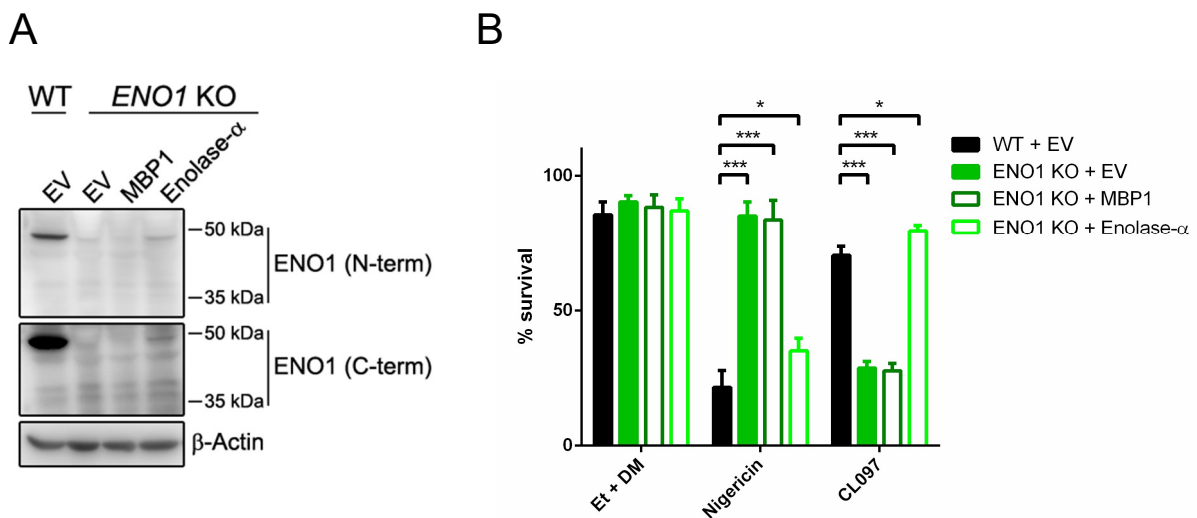 A
B
WT
ENO1 KO
EV
EV
MBP1
Enolase-α
50 kDa
ENO1 (N-term)
35 kDa
50 kDa
ENO1 (C-term)
35 kDa
β-Actin
% survival
100
50
0
*
***
***
*
***
***
Et + DM
Nigericin
CL097
WT + EV
ENO1 KO + EV
ENO1 KO + MBP1
ENO1 KO + Enolase-α